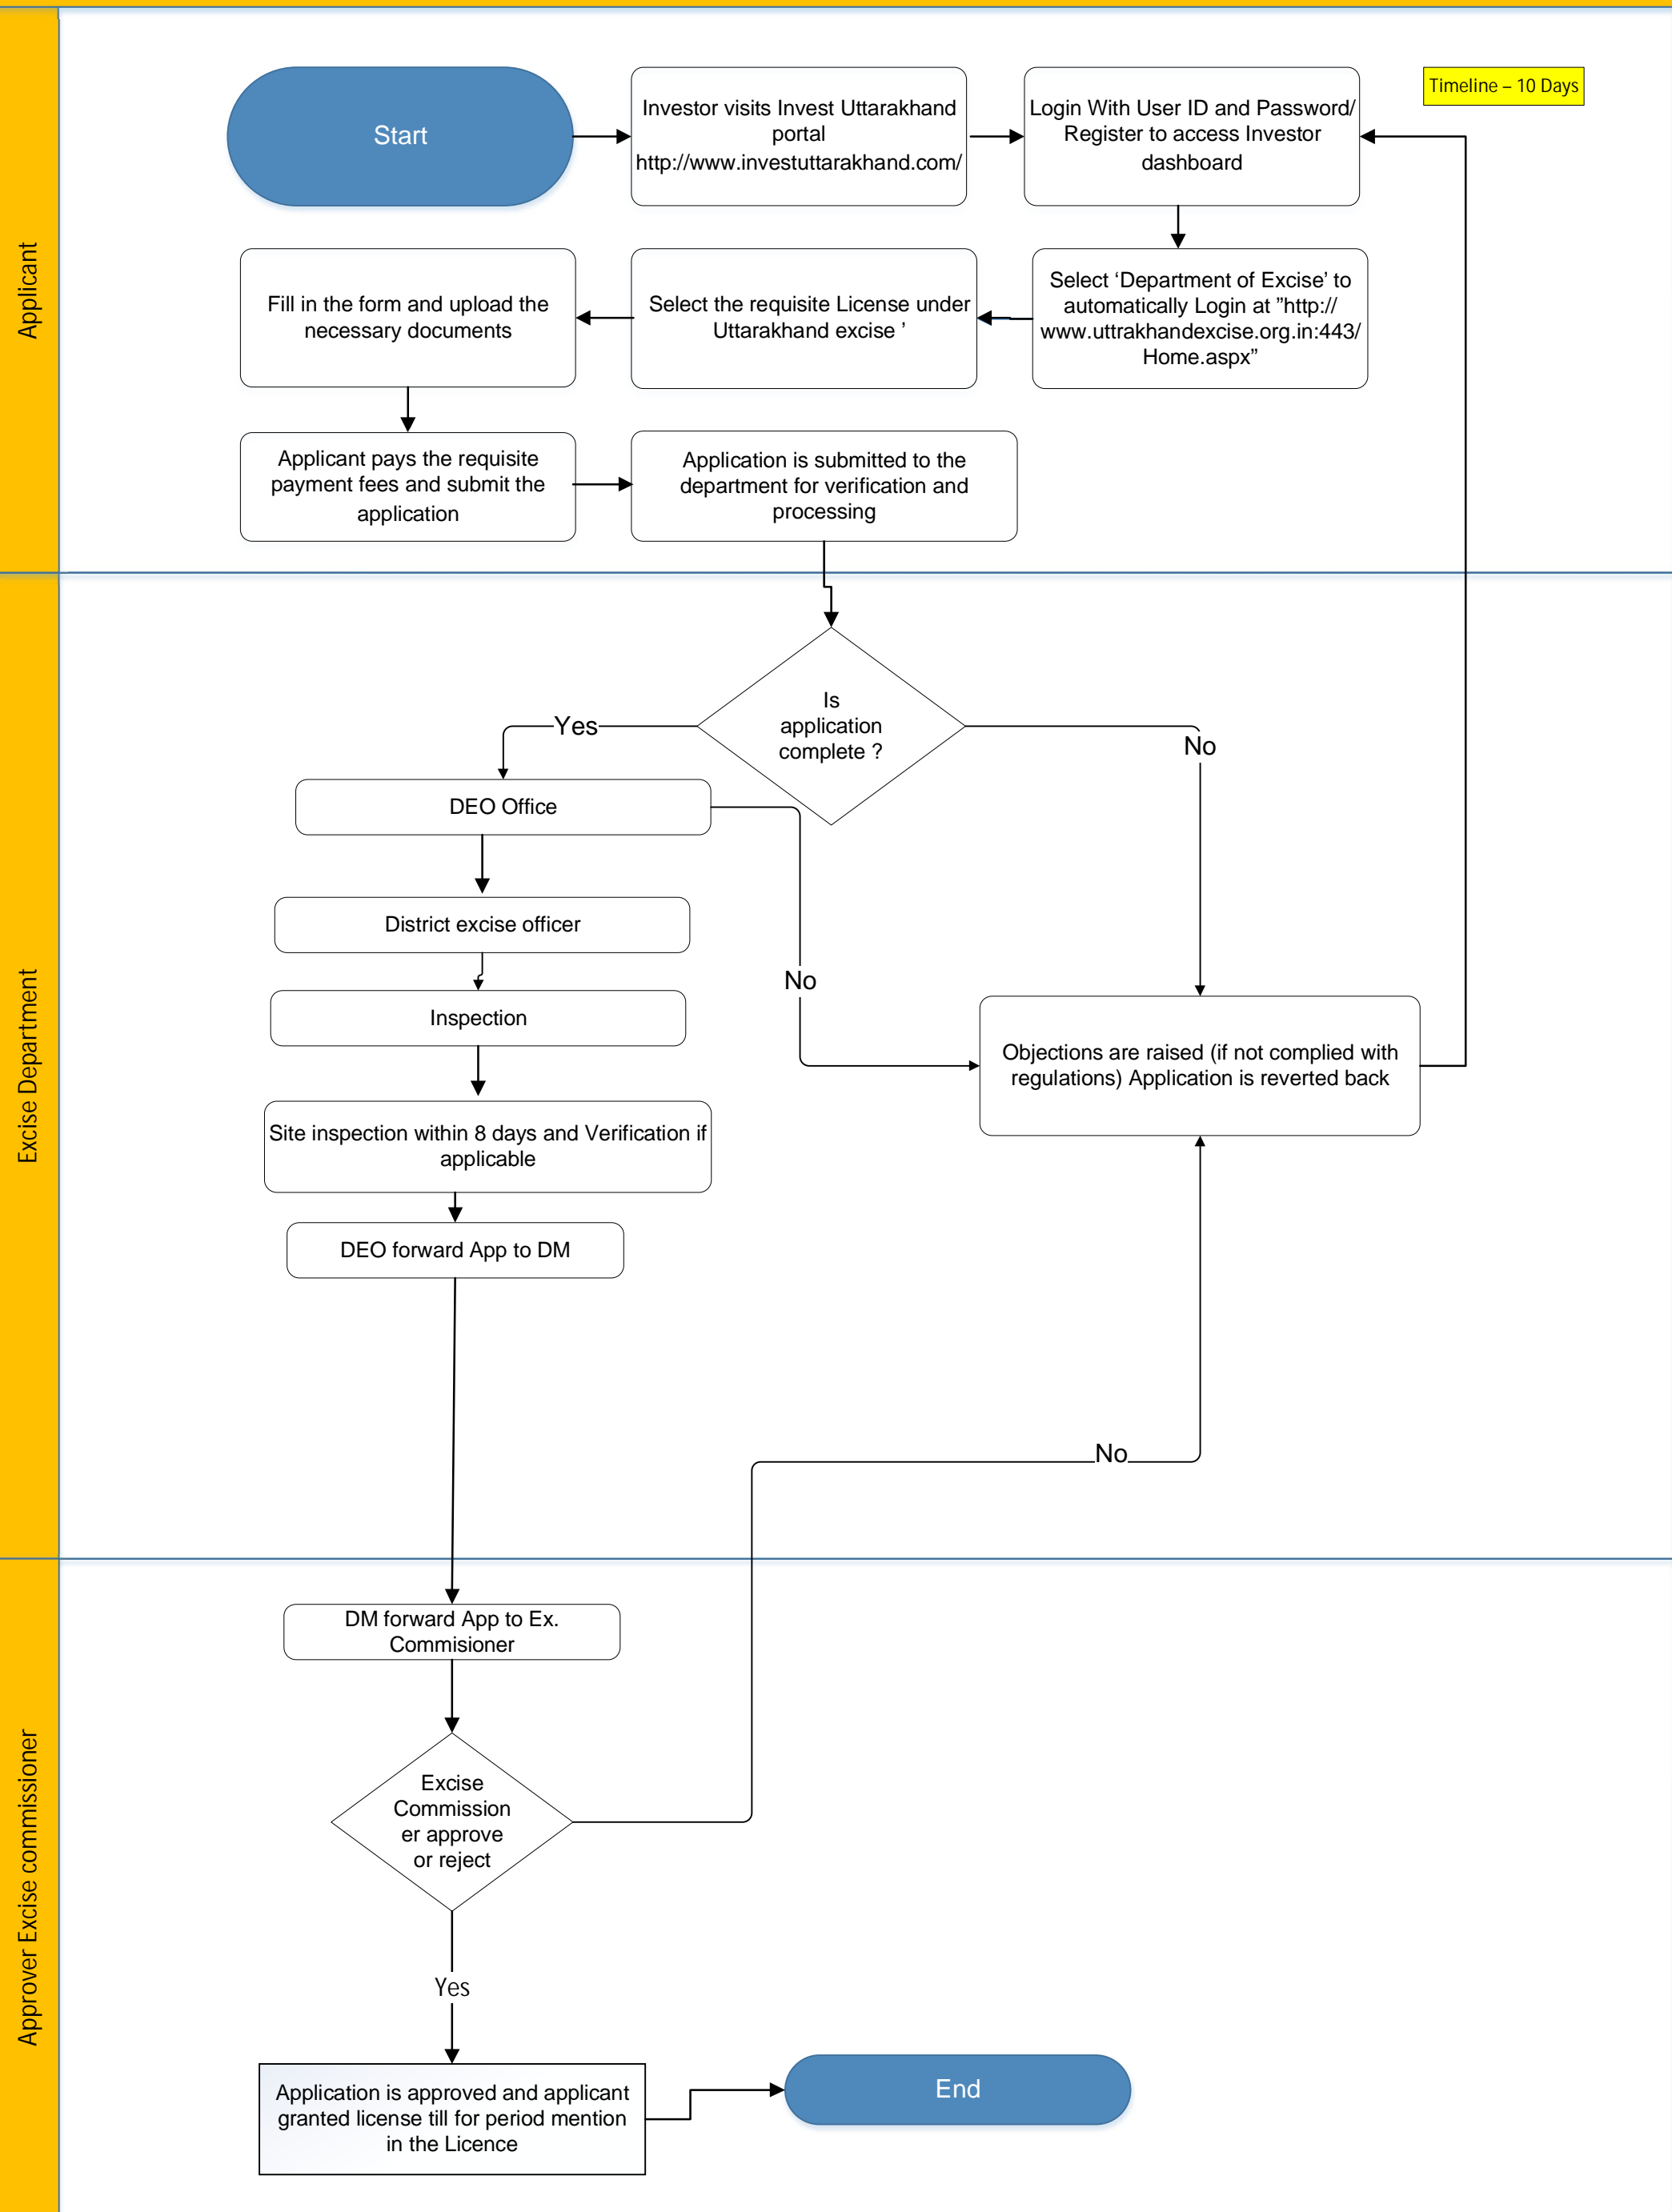 Applicant
Start
Investor visits Invest Uttarakhand
portal
http://www.investuttarakhand.com/
Login With User ID and Password/
Register to access Investor
dashboard
Timeline – 10 Days
Select ‘Department of Excise’ to
automatically Login at ”http://
www.uttrakhandexcise.org.in:443/
Home.aspx”
Select the requisite License under
Uttarakhand excise ’
Fill in the form and upload the
necessary documents
Applicant pays the requisite
payment fees and submit the
application
Application is submitted to the
department for verification and
processing
Excise Department
Is
application
complete ?
Yes
No
DEO Office
District excise officer
No
Inspection
Objections are raised (if not complied with
regulations) Application is reverted back
Site inspection within 8 days and Verification if
applicable
DEO forward App to DM
No
Approver Excise commissioner
DM forward App to Ex.
Commisioner
Excise
Commission
er approve
or reject
Yes
Application is approved and applicant
granted license till for period mention
in the Licence
End